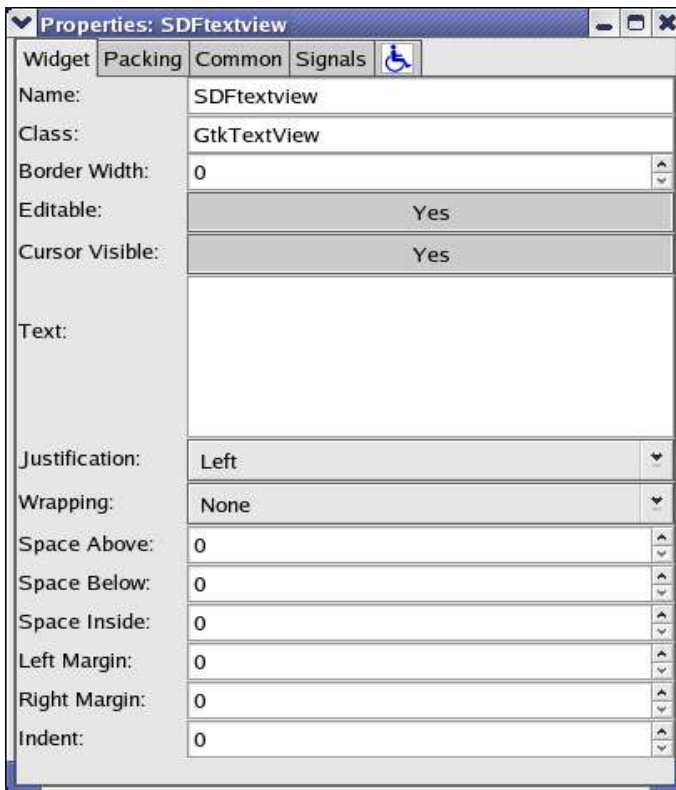 Properties: SDFtextview
Widget Packing Common Signals
Name: SDFtextview
Class: GtkTextView
Border Width: 0
Editable: Yes
Cursor Visible: Yes
Text:
Justification: Left
Wrapping: None
Space Above: 0
Space Below: 0
Space Inside: 0
Left Margin: 0
Right Margin: 0
Indent: 0